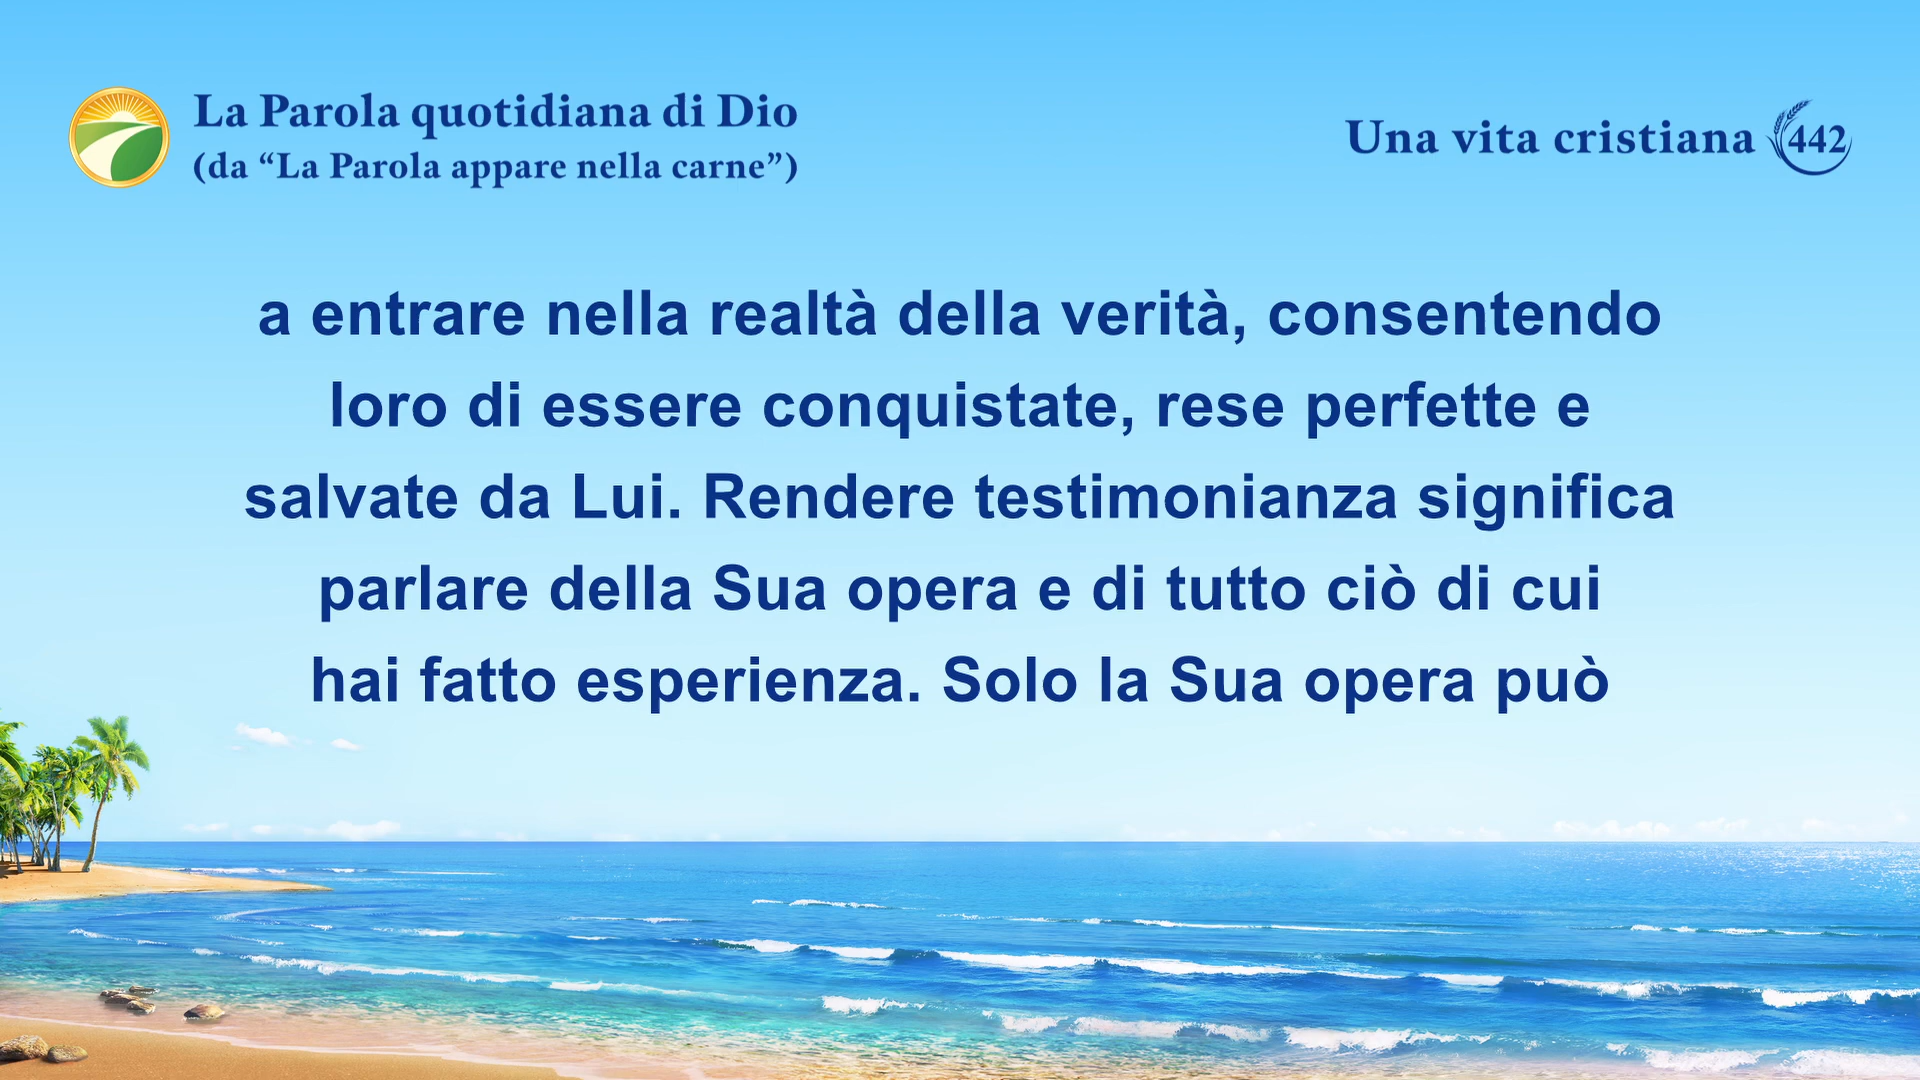 La Parola quotidiana di Dio
(da “La Parola appare nella carne”)
Una vita cristiana 442
a entrare nella realtà della verità, consentendo
loro di essere conquistate, rese perfette e
salvate da Lui. Rendere testimonianza significa
parlare della Sua opera e di tutto ciò di cui
hai fatto esperienza. Solo la Sua opera può